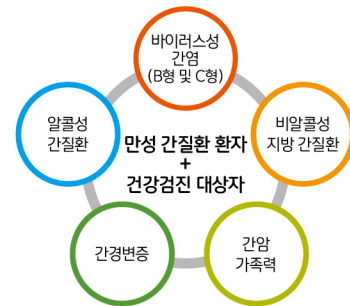 바이러스성
간염
(B형 및 C형)
알콜성
간질환
비알콜성
지방 간질환
만성 간질환 환자
+
건강검진 대상자
간경변증
간암
가족력